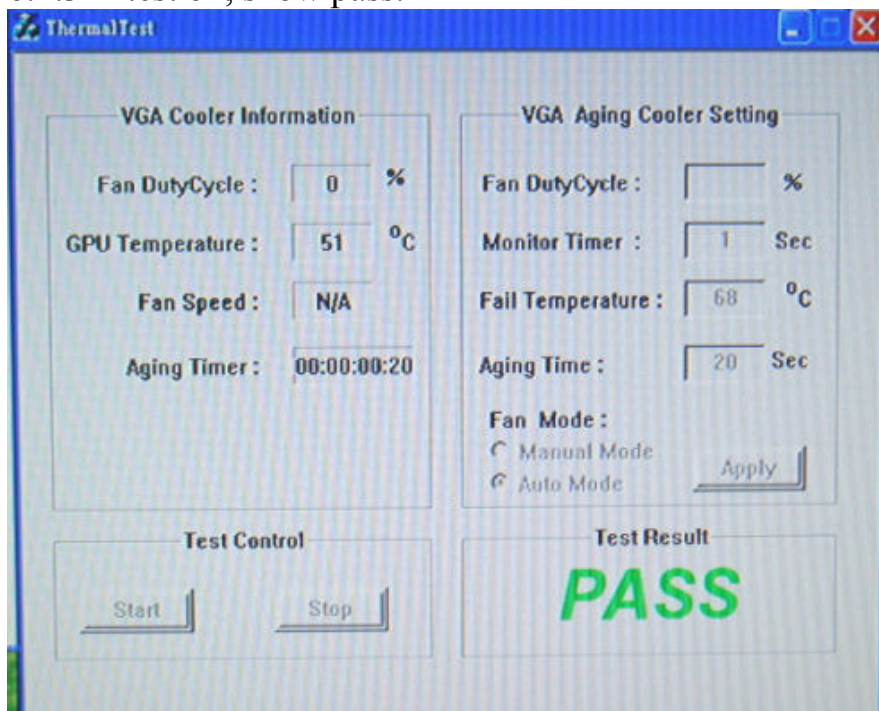 ThermalTest
VGA Cooler Information
Fan DutyCycle : 0 %
GPU Temperature : 51 °C
Fan Speed : N/A
Aging Timer : 00:00:00:20
VGA Aging Cooler Setting
Fan DutyCycle : %
Monitor Timer : 1 Sec
Fail Temperature : 68 °C
Aging Time : 20 Sec
Fan Mode :
Manual Mode
Auto Mode
Apply
Test Control
Start Stop
Test Result
PASS